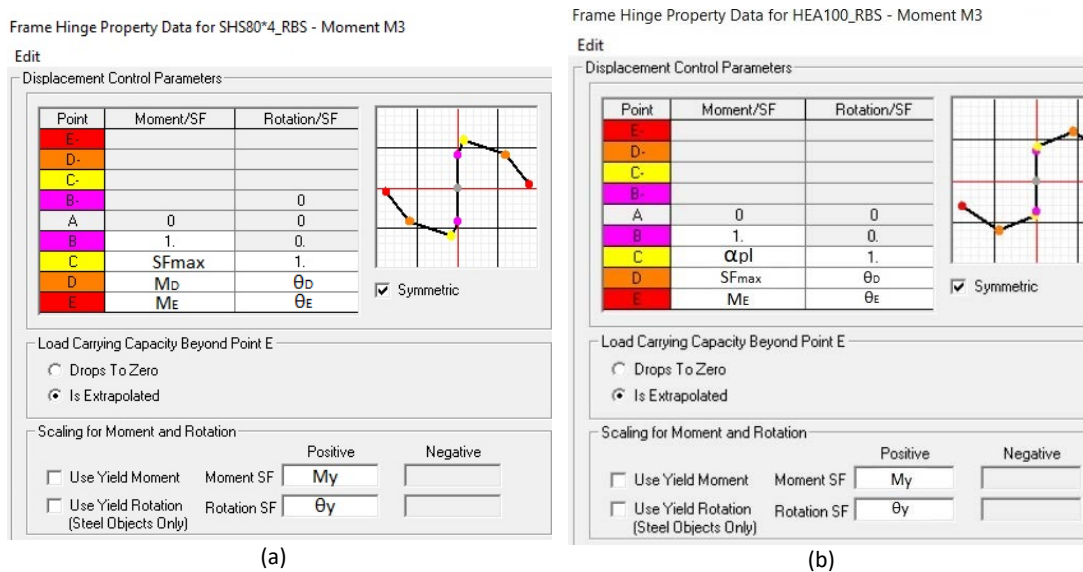 Frame Hinge Property Data for SHS80*4_RBS - Moment M3
Edit
Displacement Control Parameters
Point Moment/SF Rotation/SF
E-
D-
C-
B- 0
A 0 0
B 1. 0.
C SFmax 1.
D MD θD
E ME θE
Symmetric
Load Carrying Capacity Beyond Point E
Drops To Zero
Is Extrapolated
Scaling for Moment and Rotation
Positive Negative
Use Yield Moment Moment SF My
Use Yield Rotation Rotation SF θy
(Steel Objects Only)
(a)
Frame Hinge Property Data for HEA100_RBS - Moment M3
Edit
Displacement Control Parameters
Point Moment/SF Rotation/SF
E-
D-
C-
B-
A 0 0
B 1. 0.
C αpl 1.
D SFmax θD
E ME θE
Symmetric
Load Carrying Capacity Beyond Point E
Drops To Zero
Is Extrapolated
Scaling for Moment and Rotation
Positive Negative
Use Yield Moment Moment SF My
Use Yield Rotation Rotation SF θy
(Steel Objects Only)
(b)